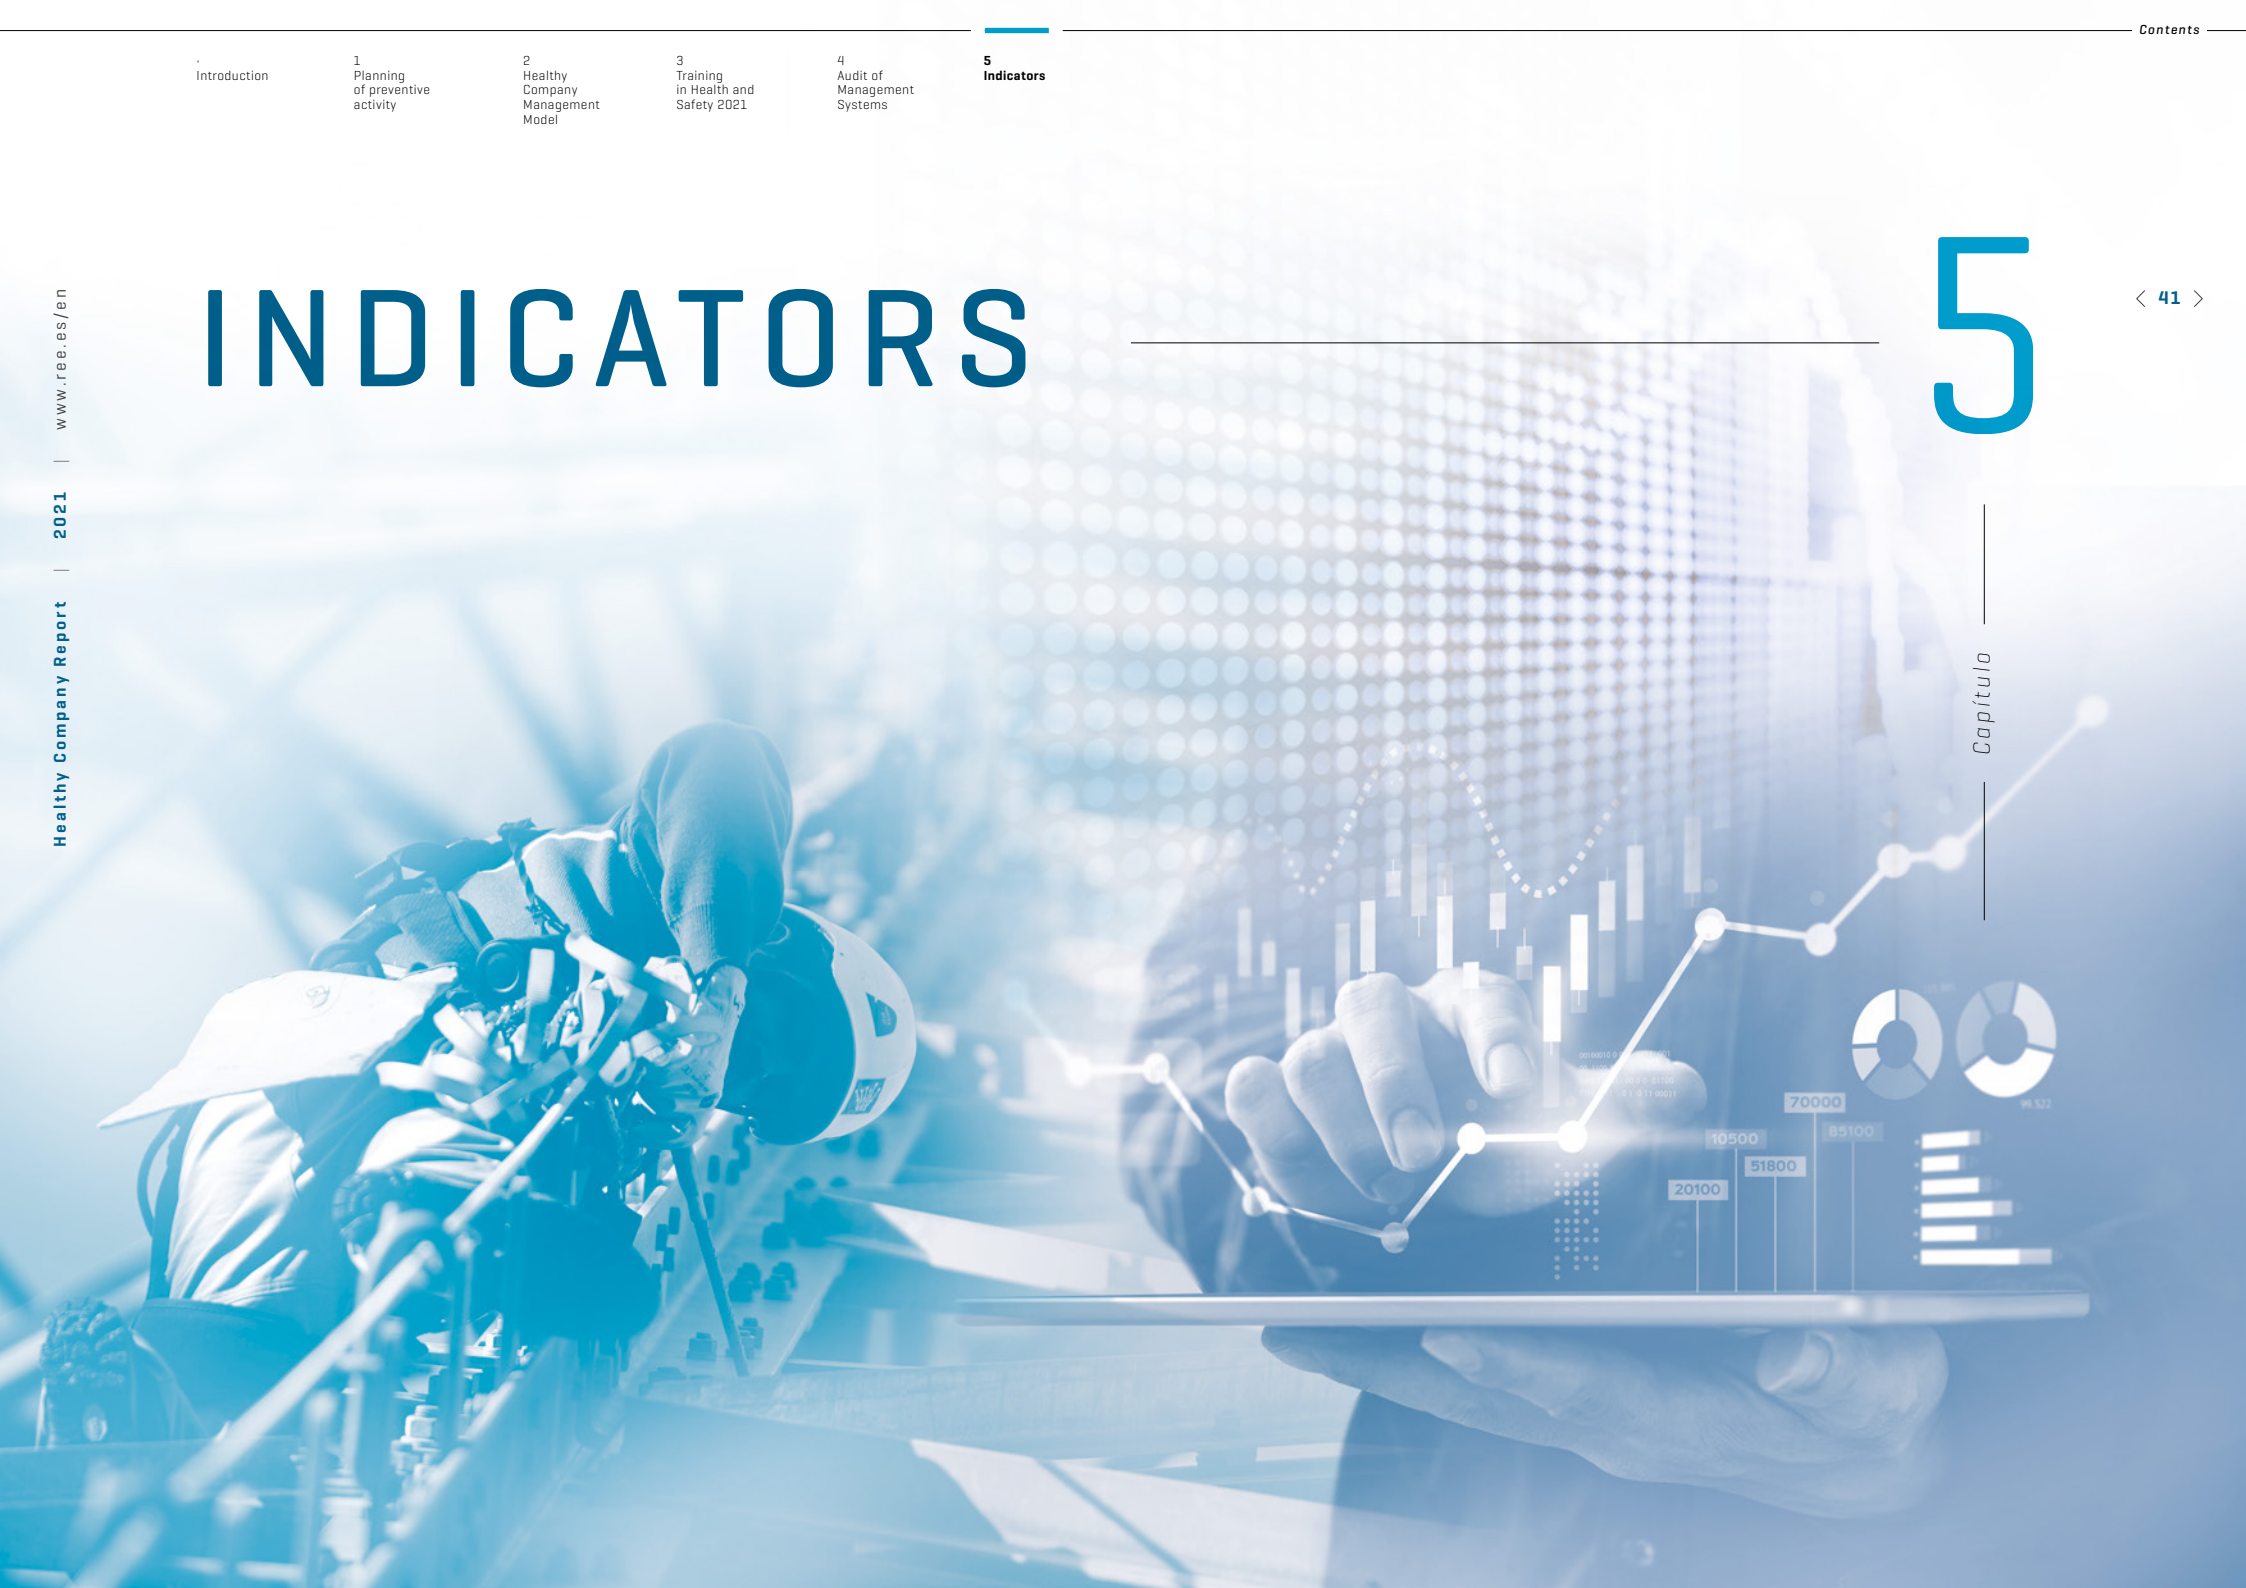 Contents
·
Introduction
1
Planning
of preventive
activity
2
Healthy
Company
Management
Model
3
Training
in Health and
Safety 2021
4
Audit of
Management
Systems
5
Indicators
INDICATORS
5
41
Capítulo
Healthy Company Report | 2021 | www.ree.es/en
70000
10500
85100
51800
20100
96 522